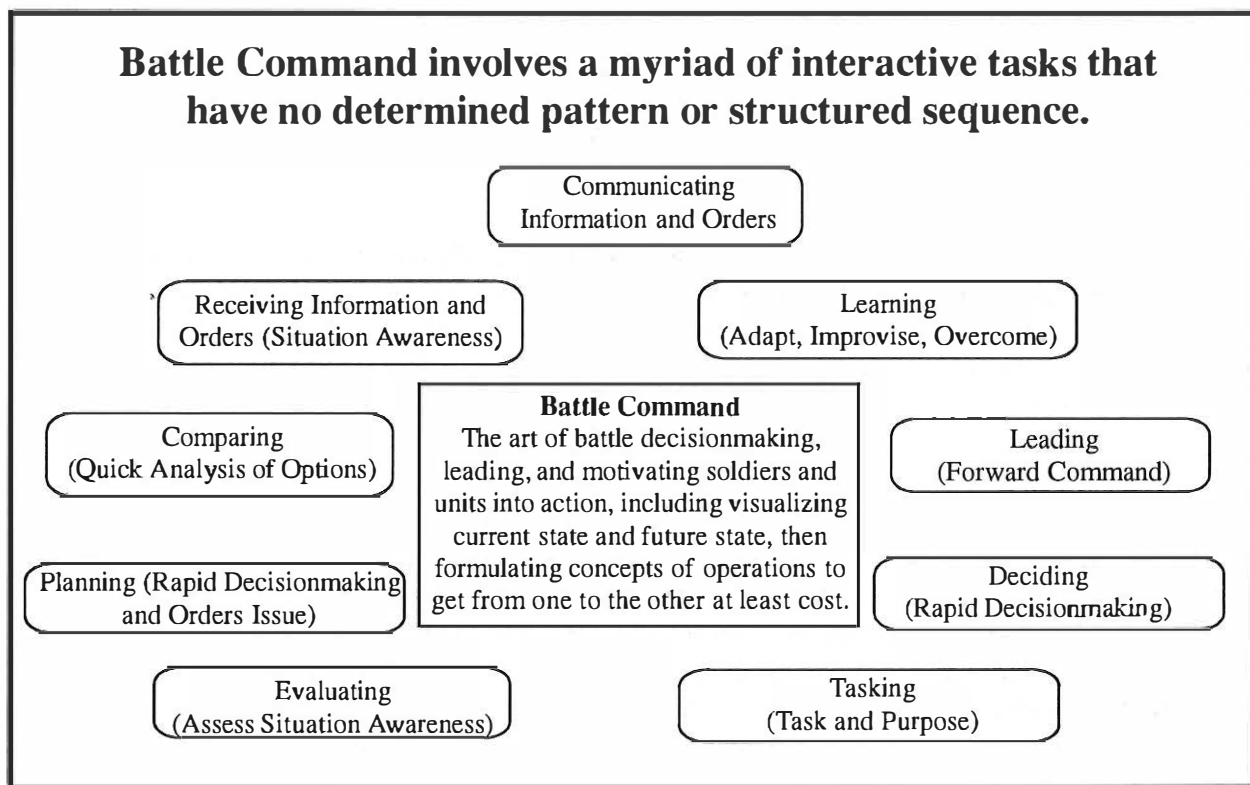 Battle Command involves a myriad of interactive tasks that
have no determined pattern or structured sequence.
Communicating
Information and Orders
Receiving Information and
Orders (Situation Awareness)
Learning
(Adapt, Improvise, Overcome)
Comparing
(Quick Analysis of Options)
Battle Command
The art of battle decisionmaking,
leading, and motivating soldiers and
units into action, including visualizing
current state and future state, then
formulating concepts of operations to
get from one to the other at least cost.
Leading
(Forward Command)
Planning (Rapid Decisionmaking
and Orders Issue)
Deciding
(Rapid Decisionmaking)
Evaluating
(Assess Situation Awareness)
Tasking
(Task and Purpose)